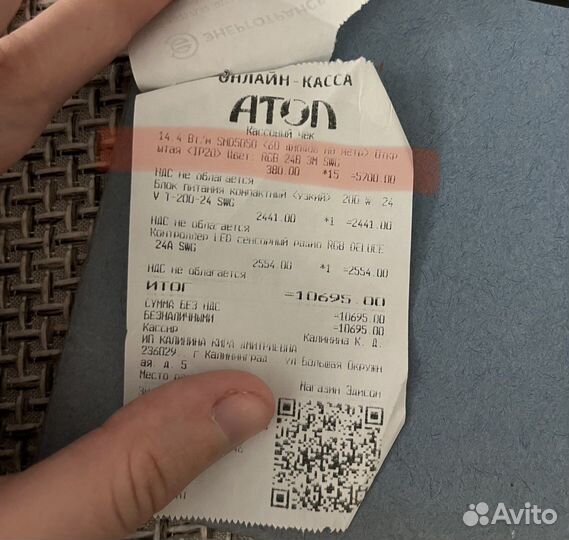 ЭНЕРГОТРАНС
ОНЛАЙН-КАССА
АТОЛ
Кассовый чек
14.4 Вт/м SMD5050 <60 диодов на метр> Откр
ытая <IP20> Цвет: RGB 24В 3М SWG
380.00 *15 =5700.00
НДС не облагается
Блок питания компактный <узкий> 200 W 24
V T-200-24 SWG
2441.00 *1 =2441.00
НДС не облагается
Контроллер LED сенсорный радио RGB DELUCE
24A SWG
2554.00 *1 =2554.00
НДС не облагается
ИТОГ =10695.00
СУММА БЕЗ НДС =10695.00
БЕЗНАЛИЧНЫМИ =10695.00
Кассир Калинина К. Д.
ИП КАЛИНИНА КИРА ДМИТРИЕВНА
236029, г Калининград, ул Большая Окружн
ая, д 5
Место Магазин Эдисон
Avito